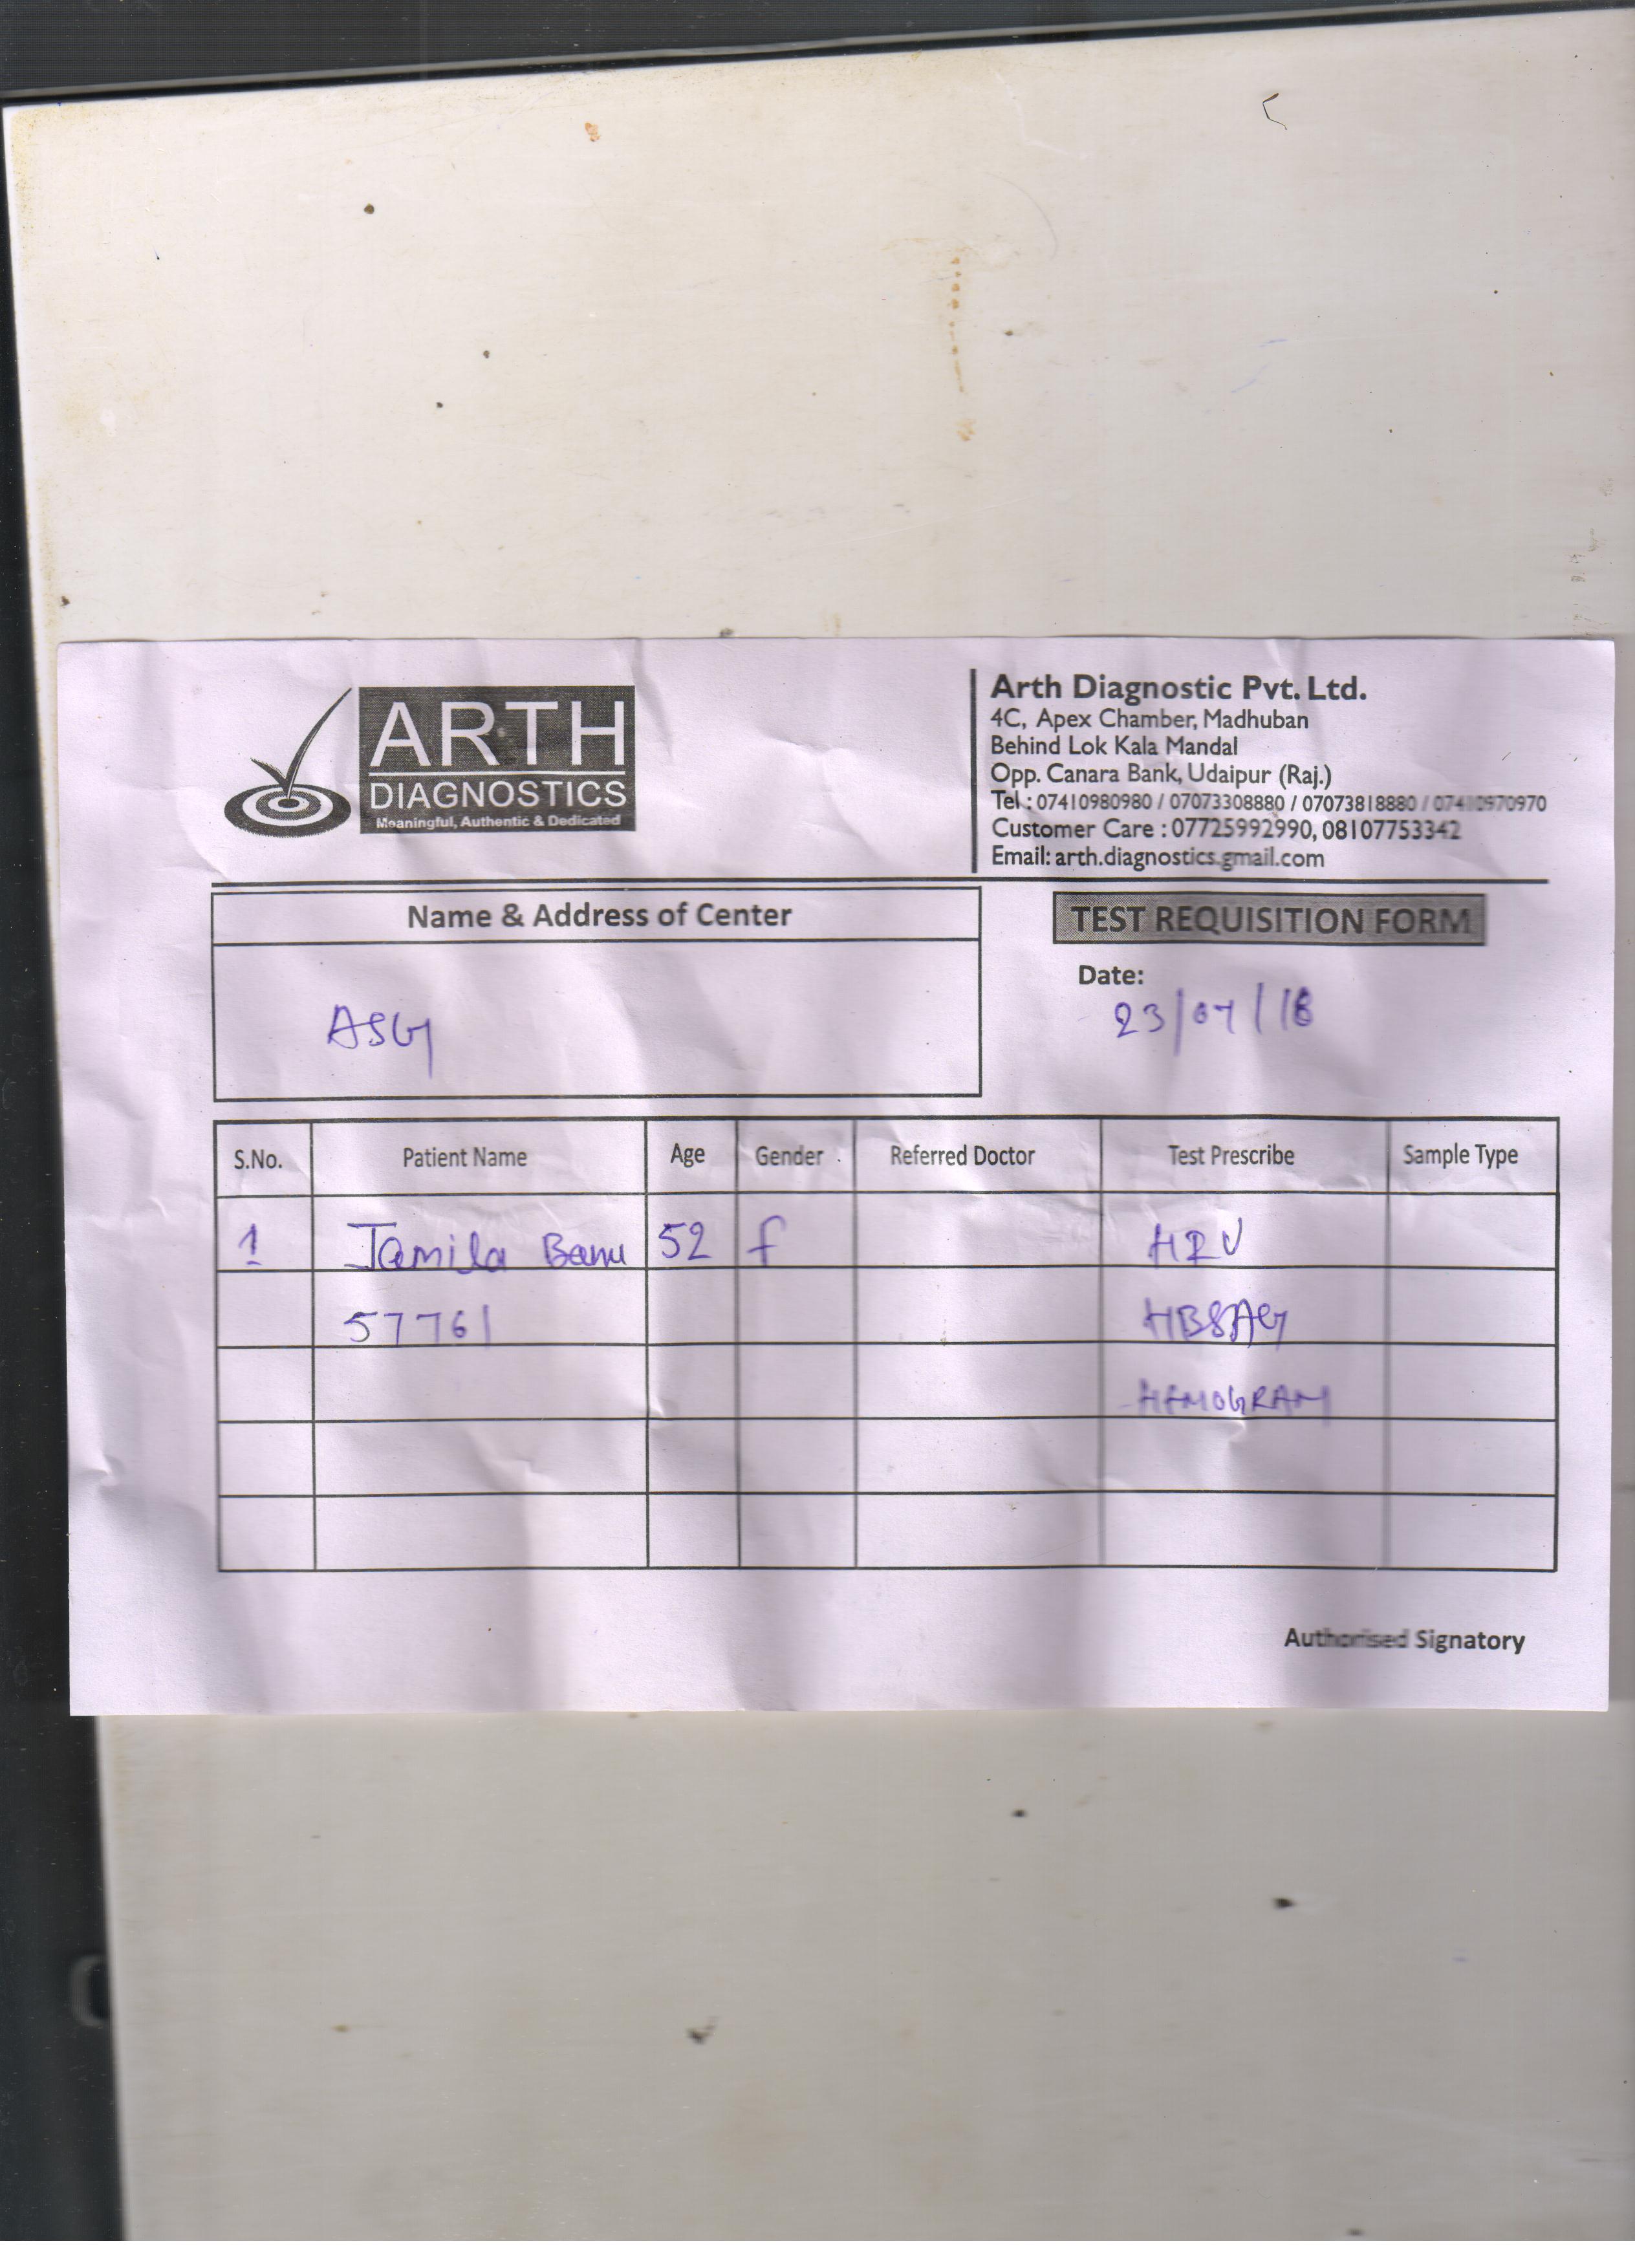 ARTH
DIAGNOSTICS
Meaningful, Authentic & Dedicated
Arth Diagnostic Pvt. Ltd.
4C, Apex Chamber, Madhuban
Behind Lok Kala Mandal
Opp. Canara Bank, Udaipur (Raj.)
Tel : 07410980980 / 07073308880 / 07073818880 / 07410970970
Customer Care : 07725992990, 08107753342
Email: arth.diagnostics.gmail.com
Name & Address of Center
ASG
TEST REQUISITION FORM
Date:
23/07/18
S.No. Patient Name Age Gender Referred Doctor Test Prescribe Sample Type
1 Jamila Banu 52 f HIV
57761 HBSAG
HEMOGRAM
Authorised Signatory